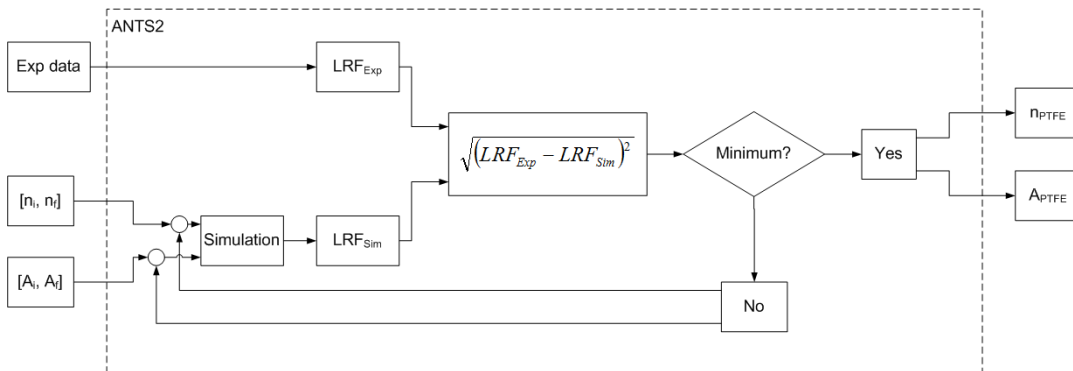 ANTS2
Exp data
LRF_Exp
n_PTFE
√(LRF_Exp − LRF_Sim)²
Minimum?
Yes
[n_i, n_f]
A_PTFE
Simulation
LRF_Sim
[A_i, A_f]
No